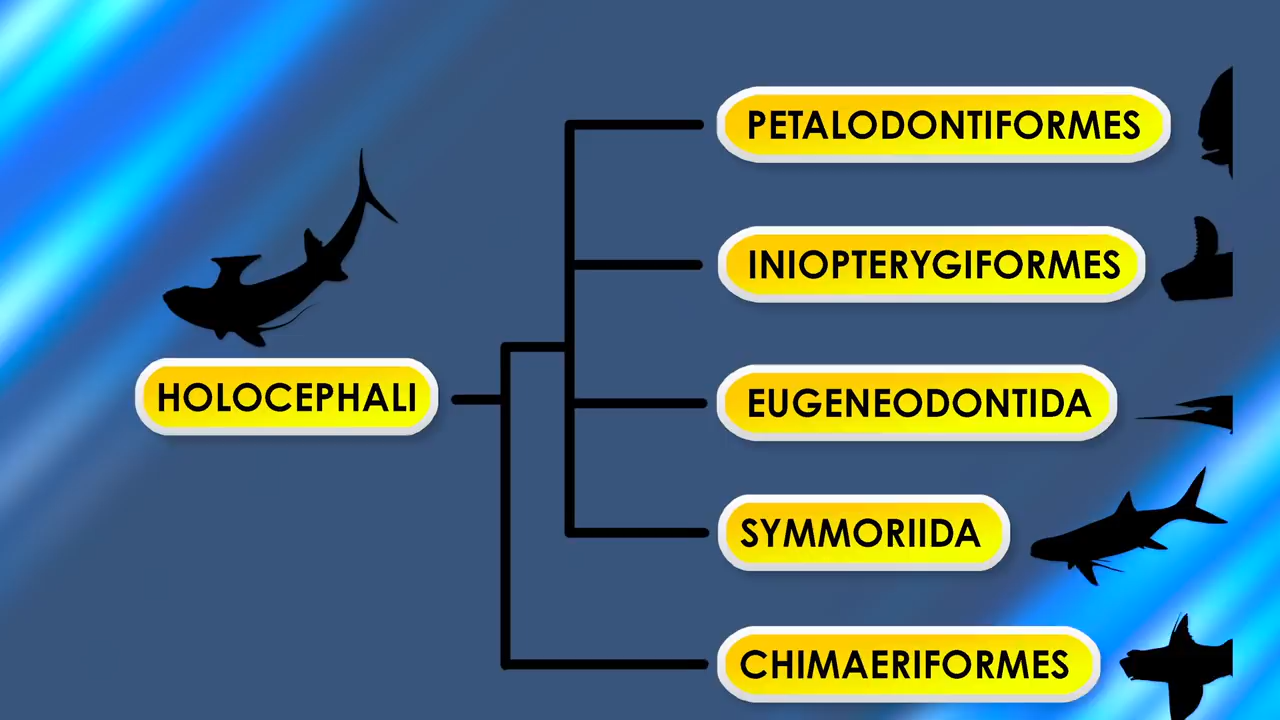 PETALODONTIFORMES
INIOPTERYGIFORMES
HOLOCEPHALI
EUGENEODONTIDA
SYMMORIIDA
CHIMAERIFORMES